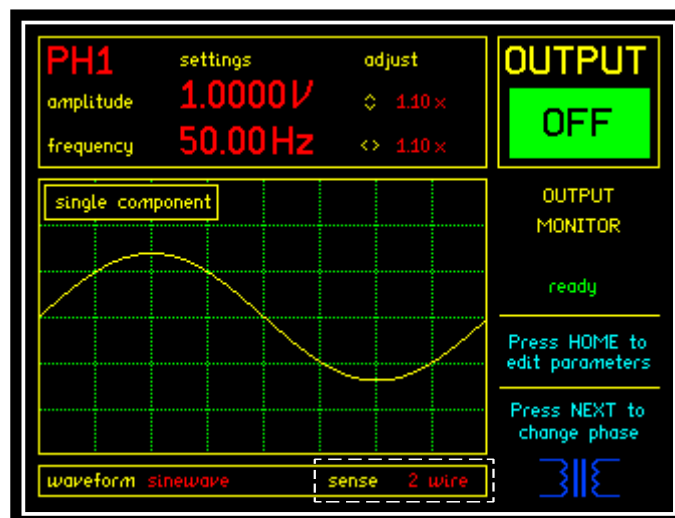 PH1 settings adjust
amplitude 1.0000V 1.10 x
frequency 50.00Hz <> 1.10 x
OUTPUT
OFF
single component
OUTPUT
MONITOR
ready
Press HOME to
edit parameters
Press NEXT to
change phase
waveform sinewave sense 2 wire